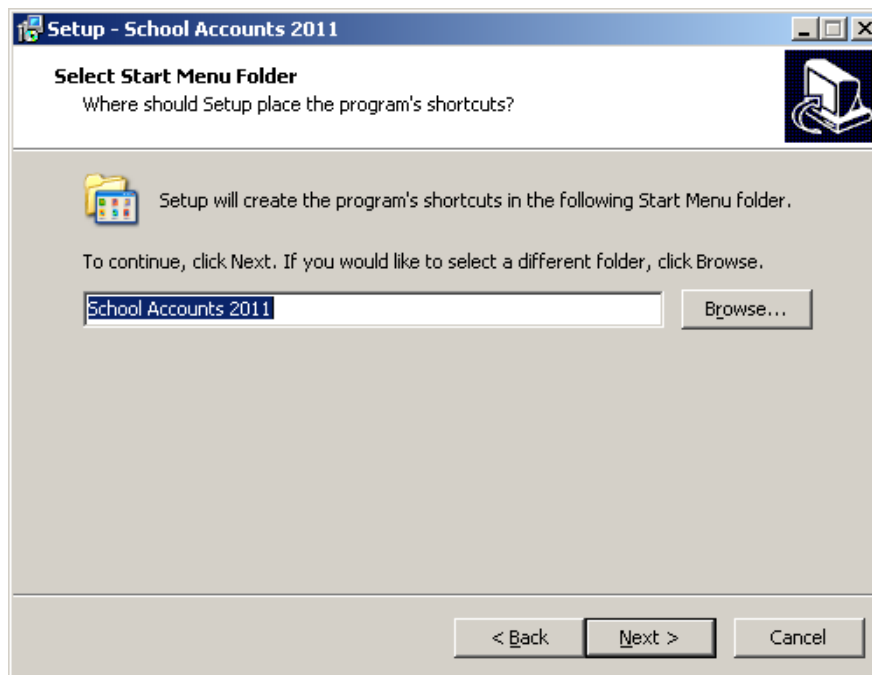 Setup - School Accounts 2011
Select Start Menu Folder
Where should Setup place the program's shortcuts?
Setup will create the program's shortcuts in the following Start Menu folder.
To continue, click Next. If you would like to select a different folder, click Browse.
School Accounts 2011
Browse...
< Back
Next >
Cancel